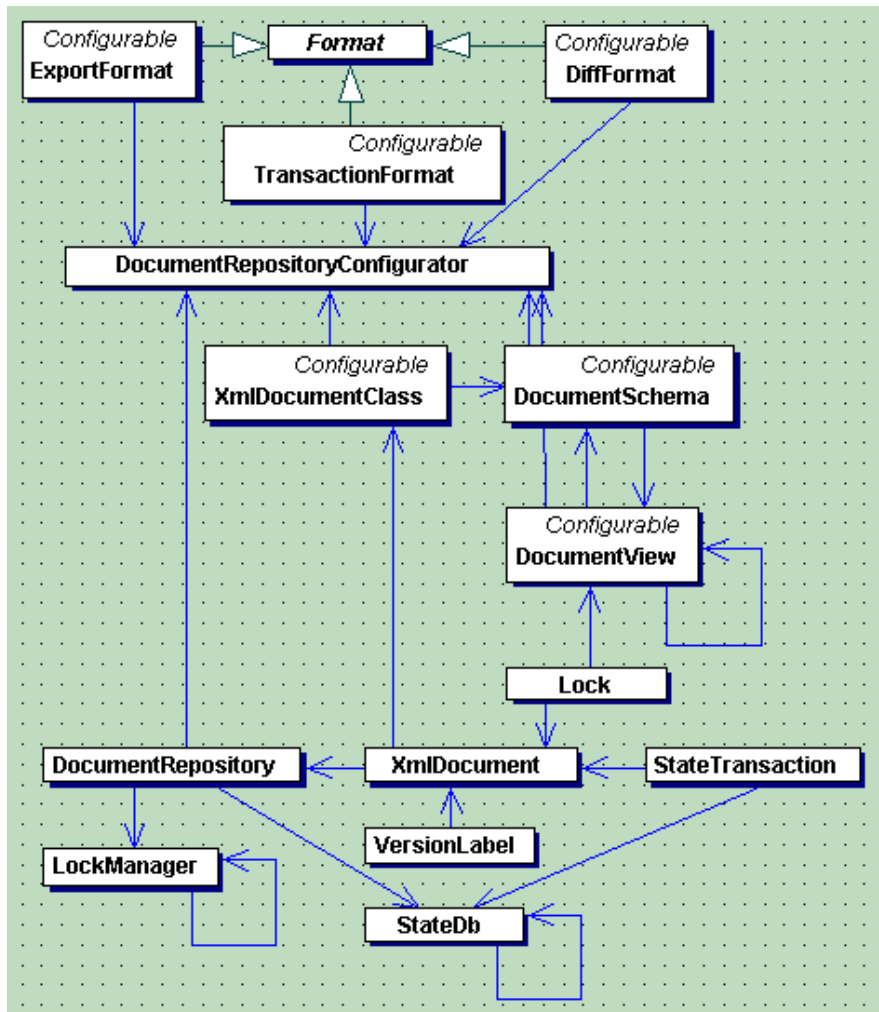 Configurable
ExportFormat
Format
Configurable
DiffFormat
Configurable
TransactionFormat
DocumentRepositoryConfigurator
Configurable
XmlDocumentClass
Configurable
DocumentSchema
Configurable
DocumentView
Lock
DocumentRepository
XmlDocument
StateTransaction
VersionLabel
LockManager
StateDb